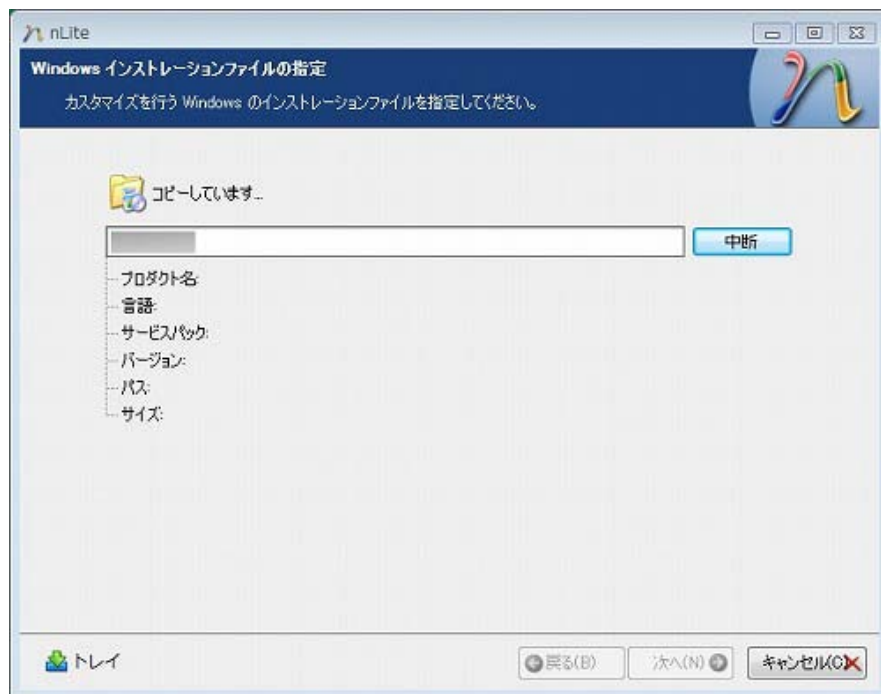 nLite
Windows インストレーションファイルの指定
カスタマイズを行う Windows のインストレーションファイルを指定してください。
コピーしています...
中断
プロダクト名:
言語:
サービスパック:
バージョン:
パス:
サイズ:
トレイ
戻る(B)
次へ(N)
キャンセル(C)